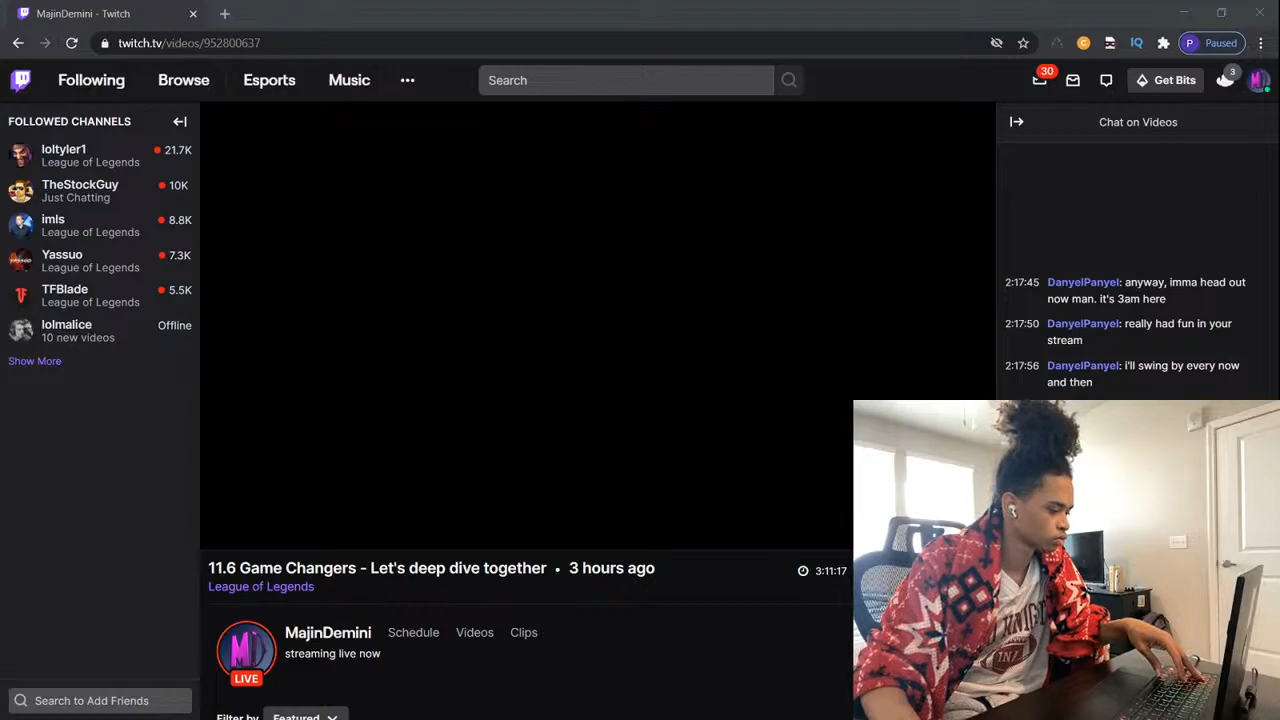 MajinDemini - Twitch
twitch.tv/videos/952800637
P Paused
Following Browse Esports Music
Search
30
Get Bits
3
FOLLOWED CHANNELS
loltyler1 21.7K
League of Legends
TheStockGuy 10K
Just Chatting
imls 8.8K
League of Legends
Yassuo 7.3K
League of Legends
TFBlade 5.5K
League of Legends
lolmalice Offline
10 new videos
Show More
Search to Add Friends
Chat on Videos
2:17:45 DanyelPanyel: anyway, imma head out
now man. it's 3am here
2:17:50 DanyelPanyel: really had fun in your
stream
2:17:56 DanyelPanyel: i'll swing by every now
and then
11.6 Game Changers - Let's deep dive together • 3 hours ago
3:11:17
League of Legends
MajinDemini Schedule Videos Clips
streaming live now
MD
LIVE
Filter by Featured